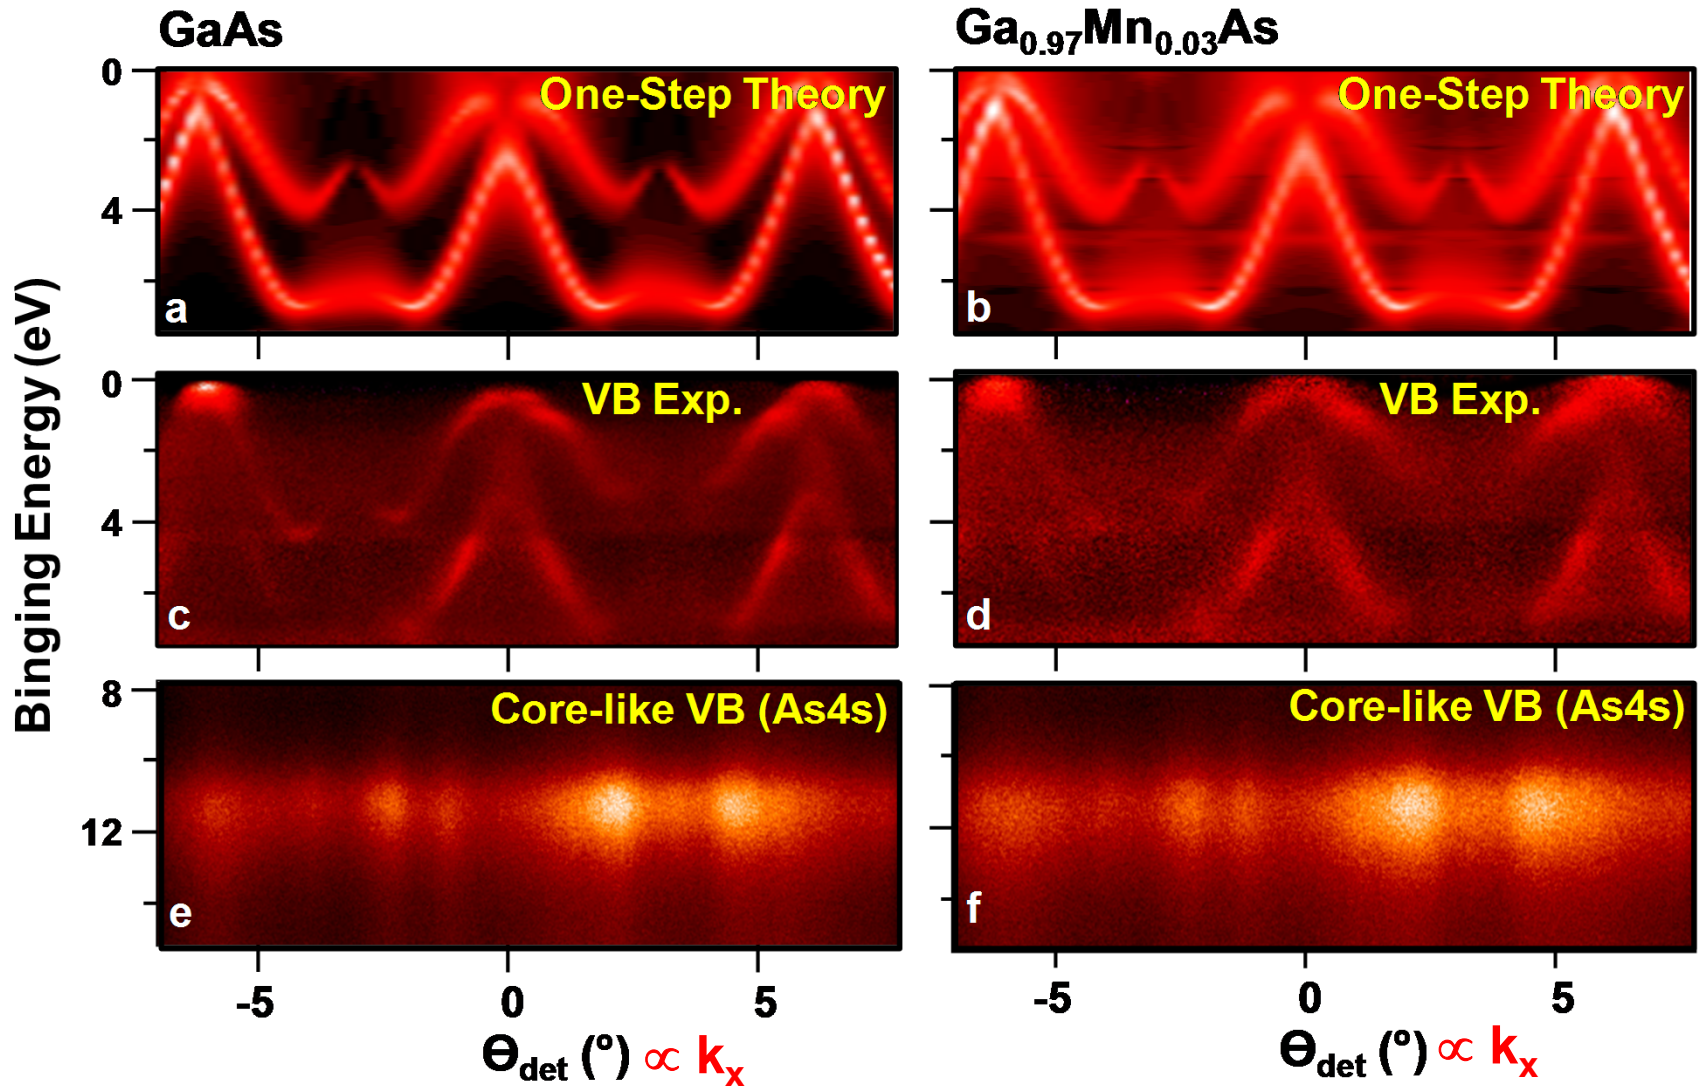 GaAs
Ga0.97Mn0.03As
Binging Energy (eV)
0
One-Step Theory
4
a
One-Step Theory
b
0
VB Exp.
4
c
VB Exp.
d
8
Core-like VB (As4s)
12
e
Core-like VB (As4s)
f
-5 0 5
-5 0 5
Ɵdet (º) ∝ kx
Ɵdet (º) ∝ kx